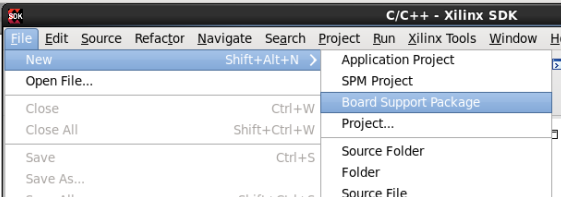 SDK C/C++ - Xilinx SDK
File Edit Source Refactor Navigate Search Project Run Xilinx Tools Window
New Shift+Alt+N
Open File...
Close Ctrl+W
Close All Shift+Ctrl+W
Save Ctrl+S
Save As...
Application Project
SPM Project
Board Support Package
Project...
Source Folder
Folder
Source File